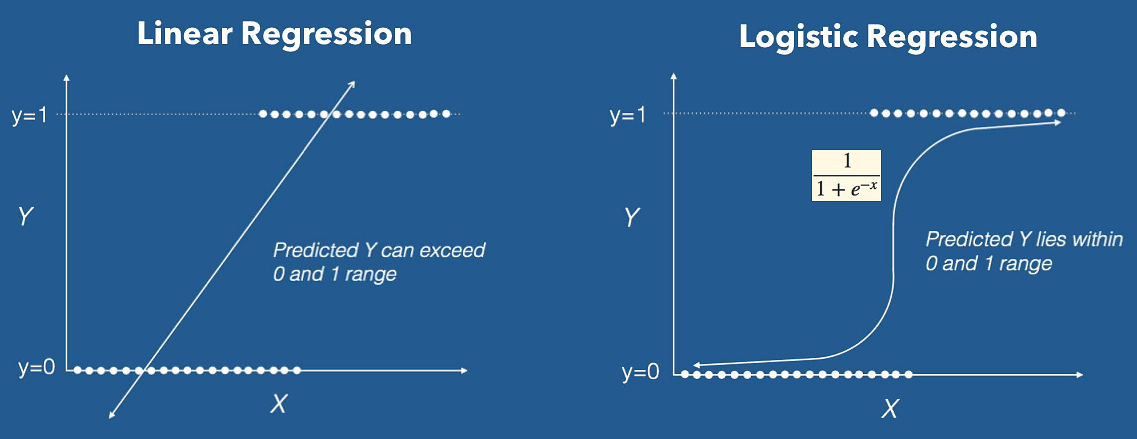 Linear Regression
y=1
Y
Predicted Y can exceed
0 and 1 range
y=0
X
Logistic Regression
y=1
1
1 + e^{-x}
Y
Predicted Y lies within
0 and 1 range
y=0
X